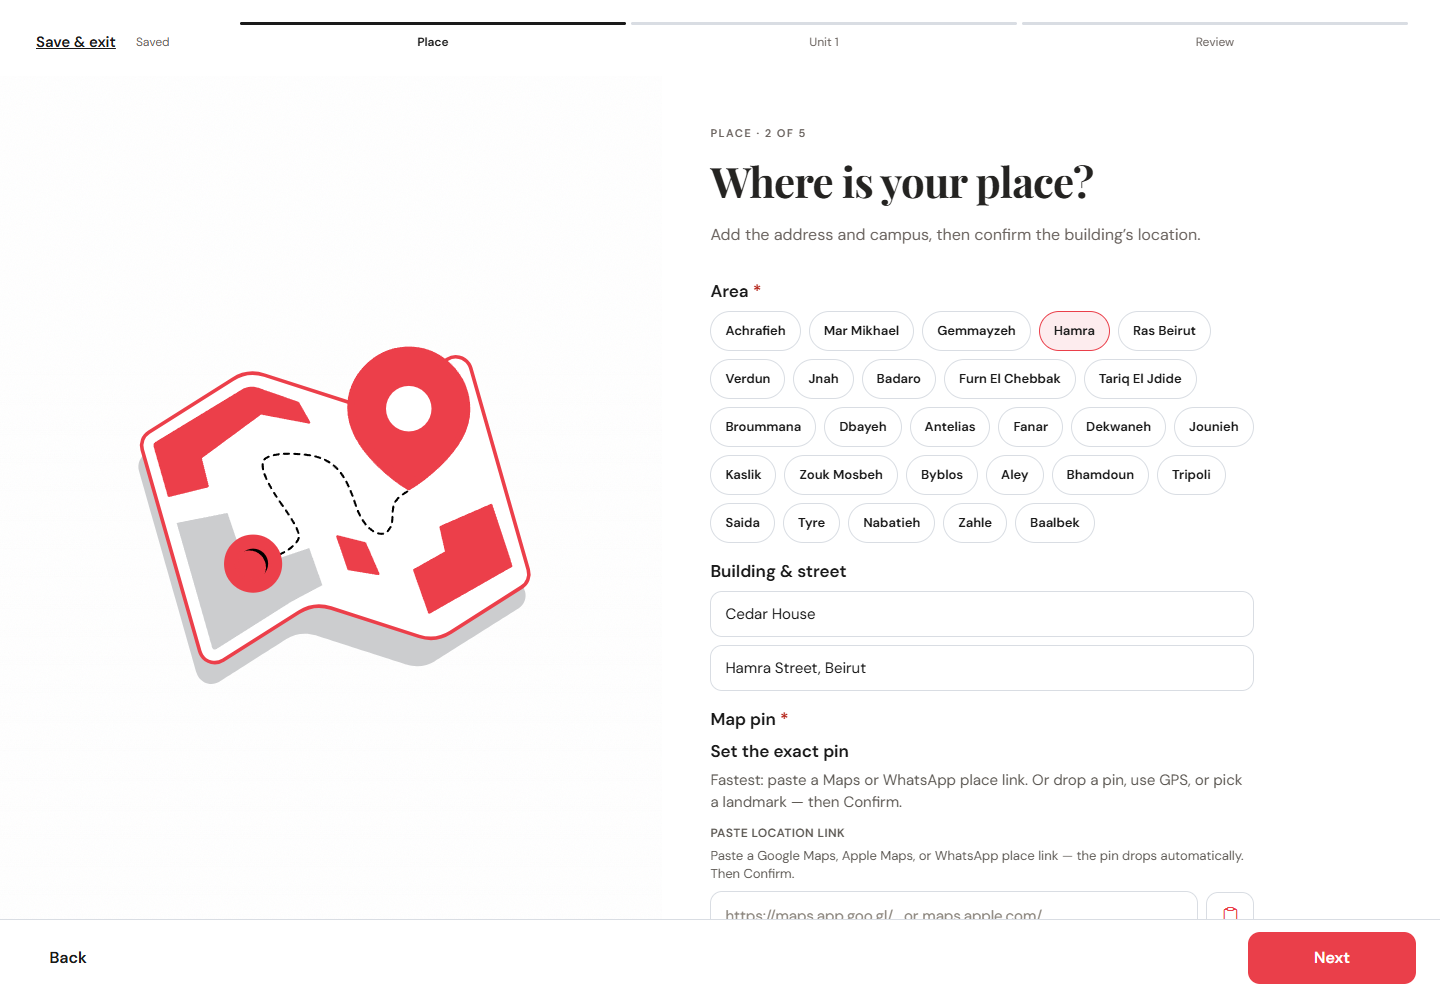 Save & exit
Saved
Place
Unit 1
Review
PLACE · 2 OF 5
Where is your place?
Add the address and campus, then confirm the building’s location.
Area *
Achrafieh
Mar Mikhael
Gemmayzeh
Hamra
Ras Beirut
Verdun
Jnah
Badaro
Furn El Chebbak
Tariq El Jdide
Broummana
Dbayeh
Antelias
Fanar
Dekwaneh
Jounieh
Kaslik
Zouk Mosbeh
Byblos
Aley
Bhamdoun
Tripoli
Saida
Tyre
Nabatieh
Zahle
Baalbek
Building & street
Cedar House
Hamra Street, Beirut
Map pin *
Set the exact pin
Fastest: paste a Maps or WhatsApp place link. Or drop a pin, use GPS, or pick
a landmark — then Confirm.
PASTE LOCATION LINK
Paste a Google Maps, Apple Maps, or WhatsApp place link — the pin drops automatically.
Then Confirm.
or maps.apple.com/
Back
Next